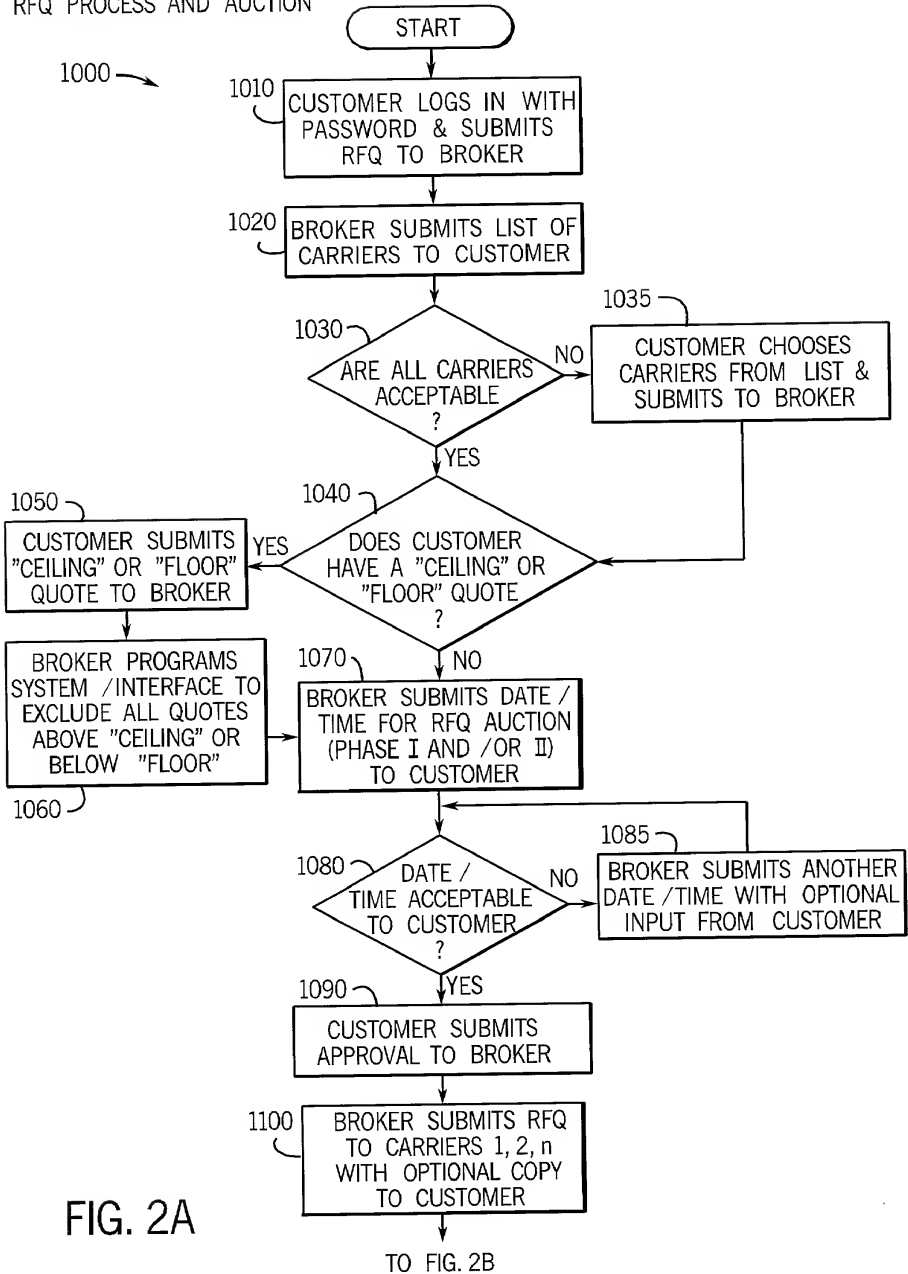 RFQ PROCESS AND AUCTION
START
1000
1010
CUSTOMER LOGS IN WITH
PASSWORD & SUBMITS
RFQ TO BROKER
1020
BROKER SUBMITS LIST OF
CARRIERS TO CUSTOMER
1030
ARE ALL CARRIERS
ACCEPTABLE
?
NO
1035
CUSTOMER CHOOSES
CARRIERS FROM LIST &
SUBMITS TO BROKER
YES
1040
DOES CUSTOMER
HAVE A "CEILING" OR
"FLOOR" QUOTE
?
YES
1050
CUSTOMER SUBMITS
"CEILING" OR "FLOOR"
QUOTE TO BROKER
BROKER PROGRAMS
SYSTEM /INTERFACE TO
EXCLUDE ALL QUOTES
ABOVE "CEILING" OR
BELOW "FLOOR"
1060
NO
1070
BROKER SUBMITS DATE /
TIME FOR RFQ AUCTION
(PHASE I AND /OR II)
TO CUSTOMER
1080
DATE /
TIME ACCEPTABLE
TO CUSTOMER
?
NO
1085
BROKER SUBMITS ANOTHER
DATE /TIME WITH OPTIONAL
INPUT FROM CUSTOMER
YES
1090
CUSTOMER SUBMITS
APPROVAL TO BROKER
1100
BROKER SUBMITS RFQ
TO CARRIERS 1, 2, n
WITH OPTIONAL COPY
TO CUSTOMER
FIG. 2A
TO FIG. 2B